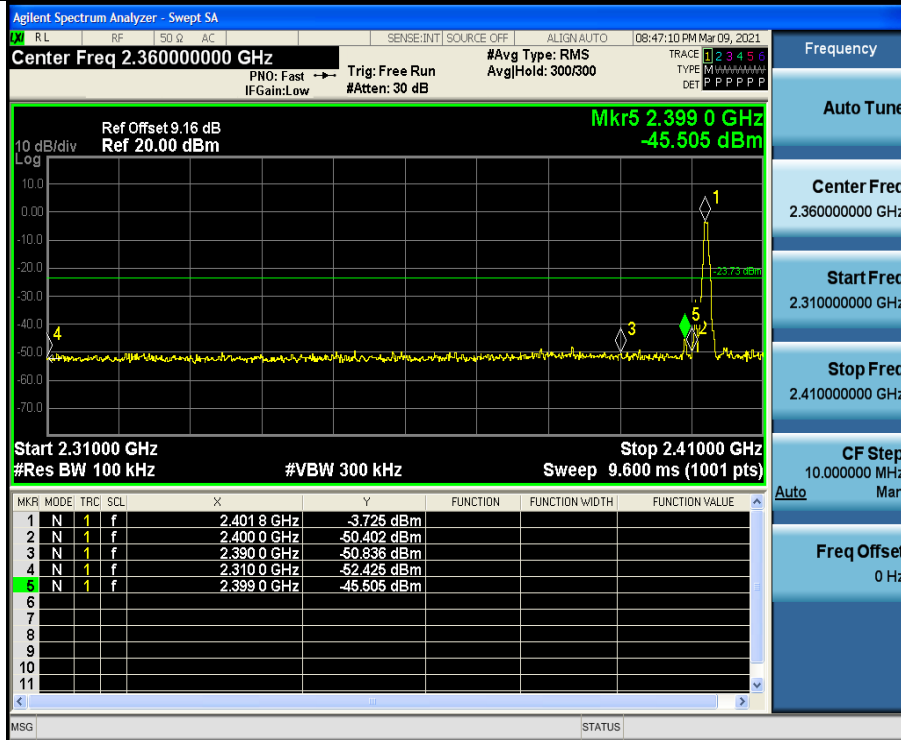 Agilent Spectrum Analyzer - Swept SA
LXI RL RF 50 Ω AC SENSE:INT SOURCE OFF ALIGN AUTO 08:47:10 PM Mar 09, 2021
Center Freq 2.360000000 GHz
PNO: Fast
IFGain:Low
Trig: Free Run
#Atten: 30 dB
#Avg Type: RMS
Avg|Hold: 300/300
TRACE 1 2 3 4 5 6
TYPE M
DET P P P P P P
Mkr5 2.399 0 GHz
-45.505 dBm
Ref Offset 9.16 dB
Ref 20.00 dBm
10 dB/div
Log
10.0
0.00
-10.0
-20.0
-30.0
-40.0
-50.0
-60.0
-70.0
1
-23.73 dBm
4
3
5
2
Start 2.31000 GHz Stop 2.41000 GHz
#Res BW 100 kHz #VBW 300 kHz Sweep 9.600 ms (1001 pts)
MKR MODE TRC SCL X Y FUNCTION FUNCTION WIDTH FUNCTION VALUE
1 N 1 f 2.401 8 GHz -3.725 dBm
2 N 1 f 2.400 0 GHz -50.402 dBm
3 N 1 f 2.390 0 GHz -50.836 dBm
4 N 1 f 2.310 0 GHz -52.425 dBm
5 N 1 f 2.399 0 GHz -45.505 dBm
6
7
8
9
10
11
MSG STATUS
Frequency
Auto Tune
Center Freq
2.360000000 GHz
Start Freq
2.310000000 GHz
Stop Freq
2.410000000 GHz
CF Step
10.000000 MHz
Auto Man
Freq Offset
0 Hz